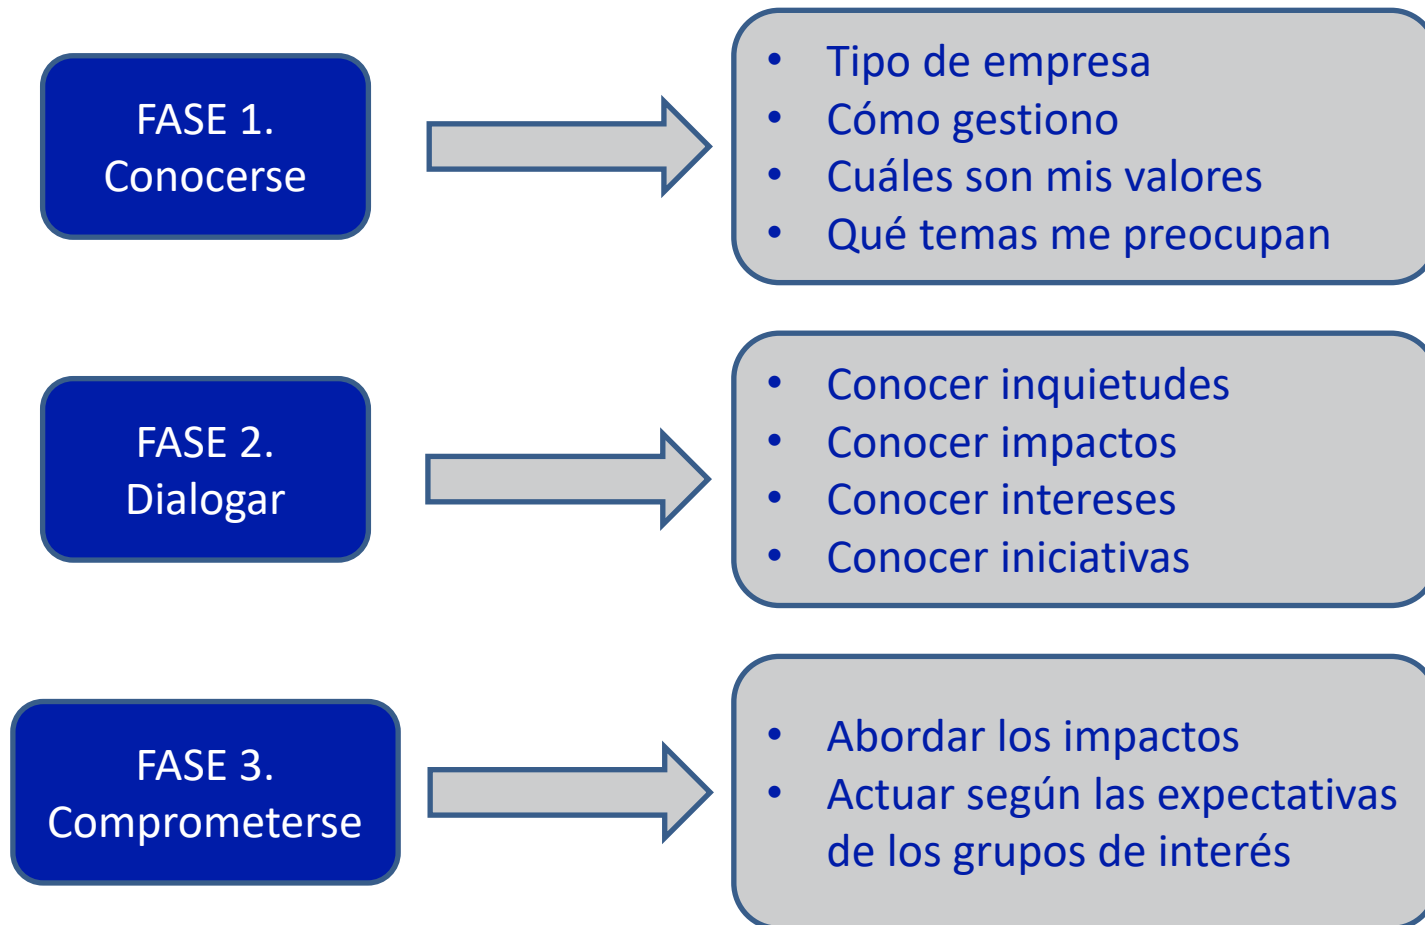 FASE 1.
Conocerse
• Tipo de empresa
• Cómo gestiono
• Cuáles son mis valores
• Qué temas me preocupan
FASE 2.
Dialogar
• Conocer inquietudes
• Conocer impactos
• Conocer intereses
• Conocer iniciativas
FASE 3.
Comprometerse
• Abordar los impactos
• Actuar según las expectativas
de los grupos de interés